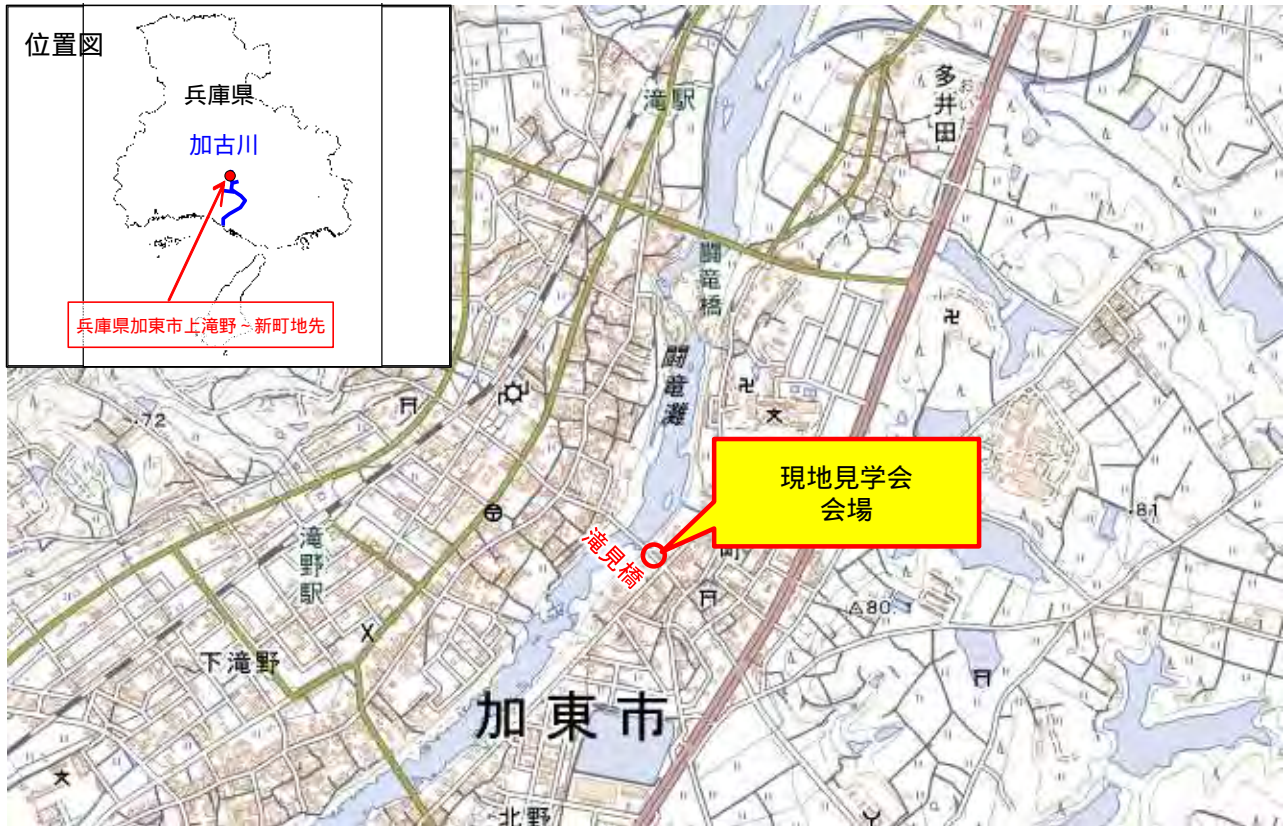 位置図
兵庫県
加古川
兵庫県加東市上滝野~新町地先
滝駅
多井田
おいだ
闘竜橋
闘竜灘
72
現地見学会
会場
81
滝見橋
町
滝野駅
80.1
下滝野
加東市
北野